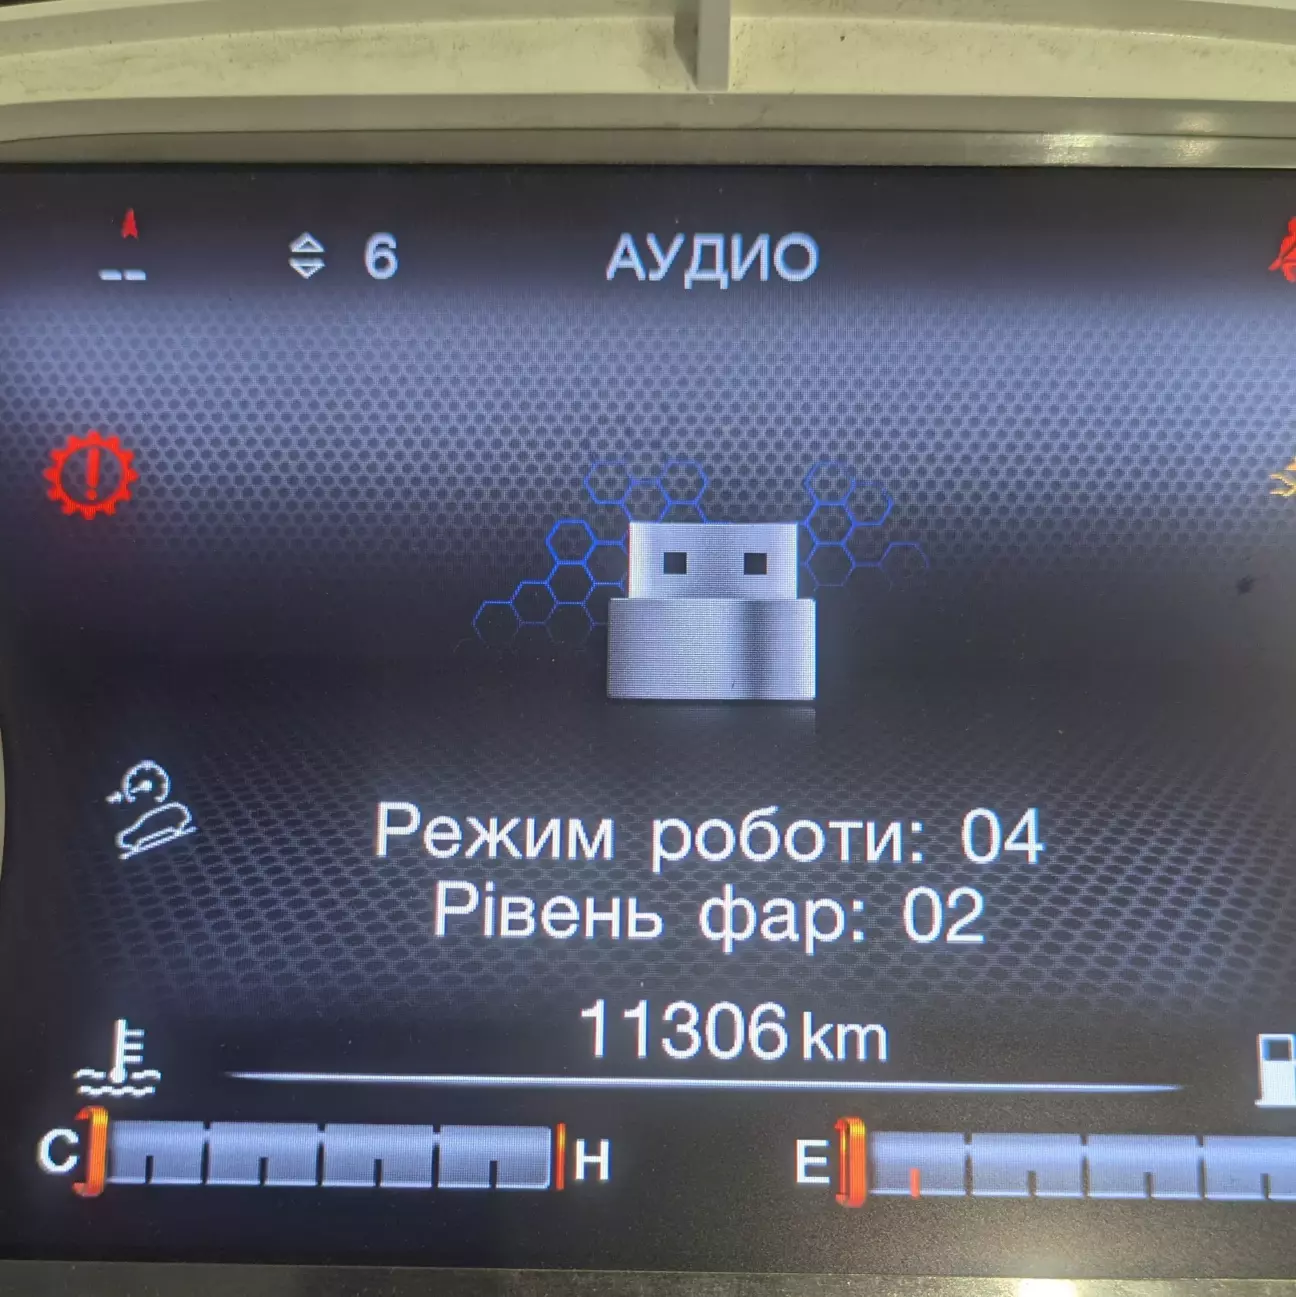 -- 6 АУДИО
Режим роботи: 04
Рівень фар: 02
11306 km
C H E